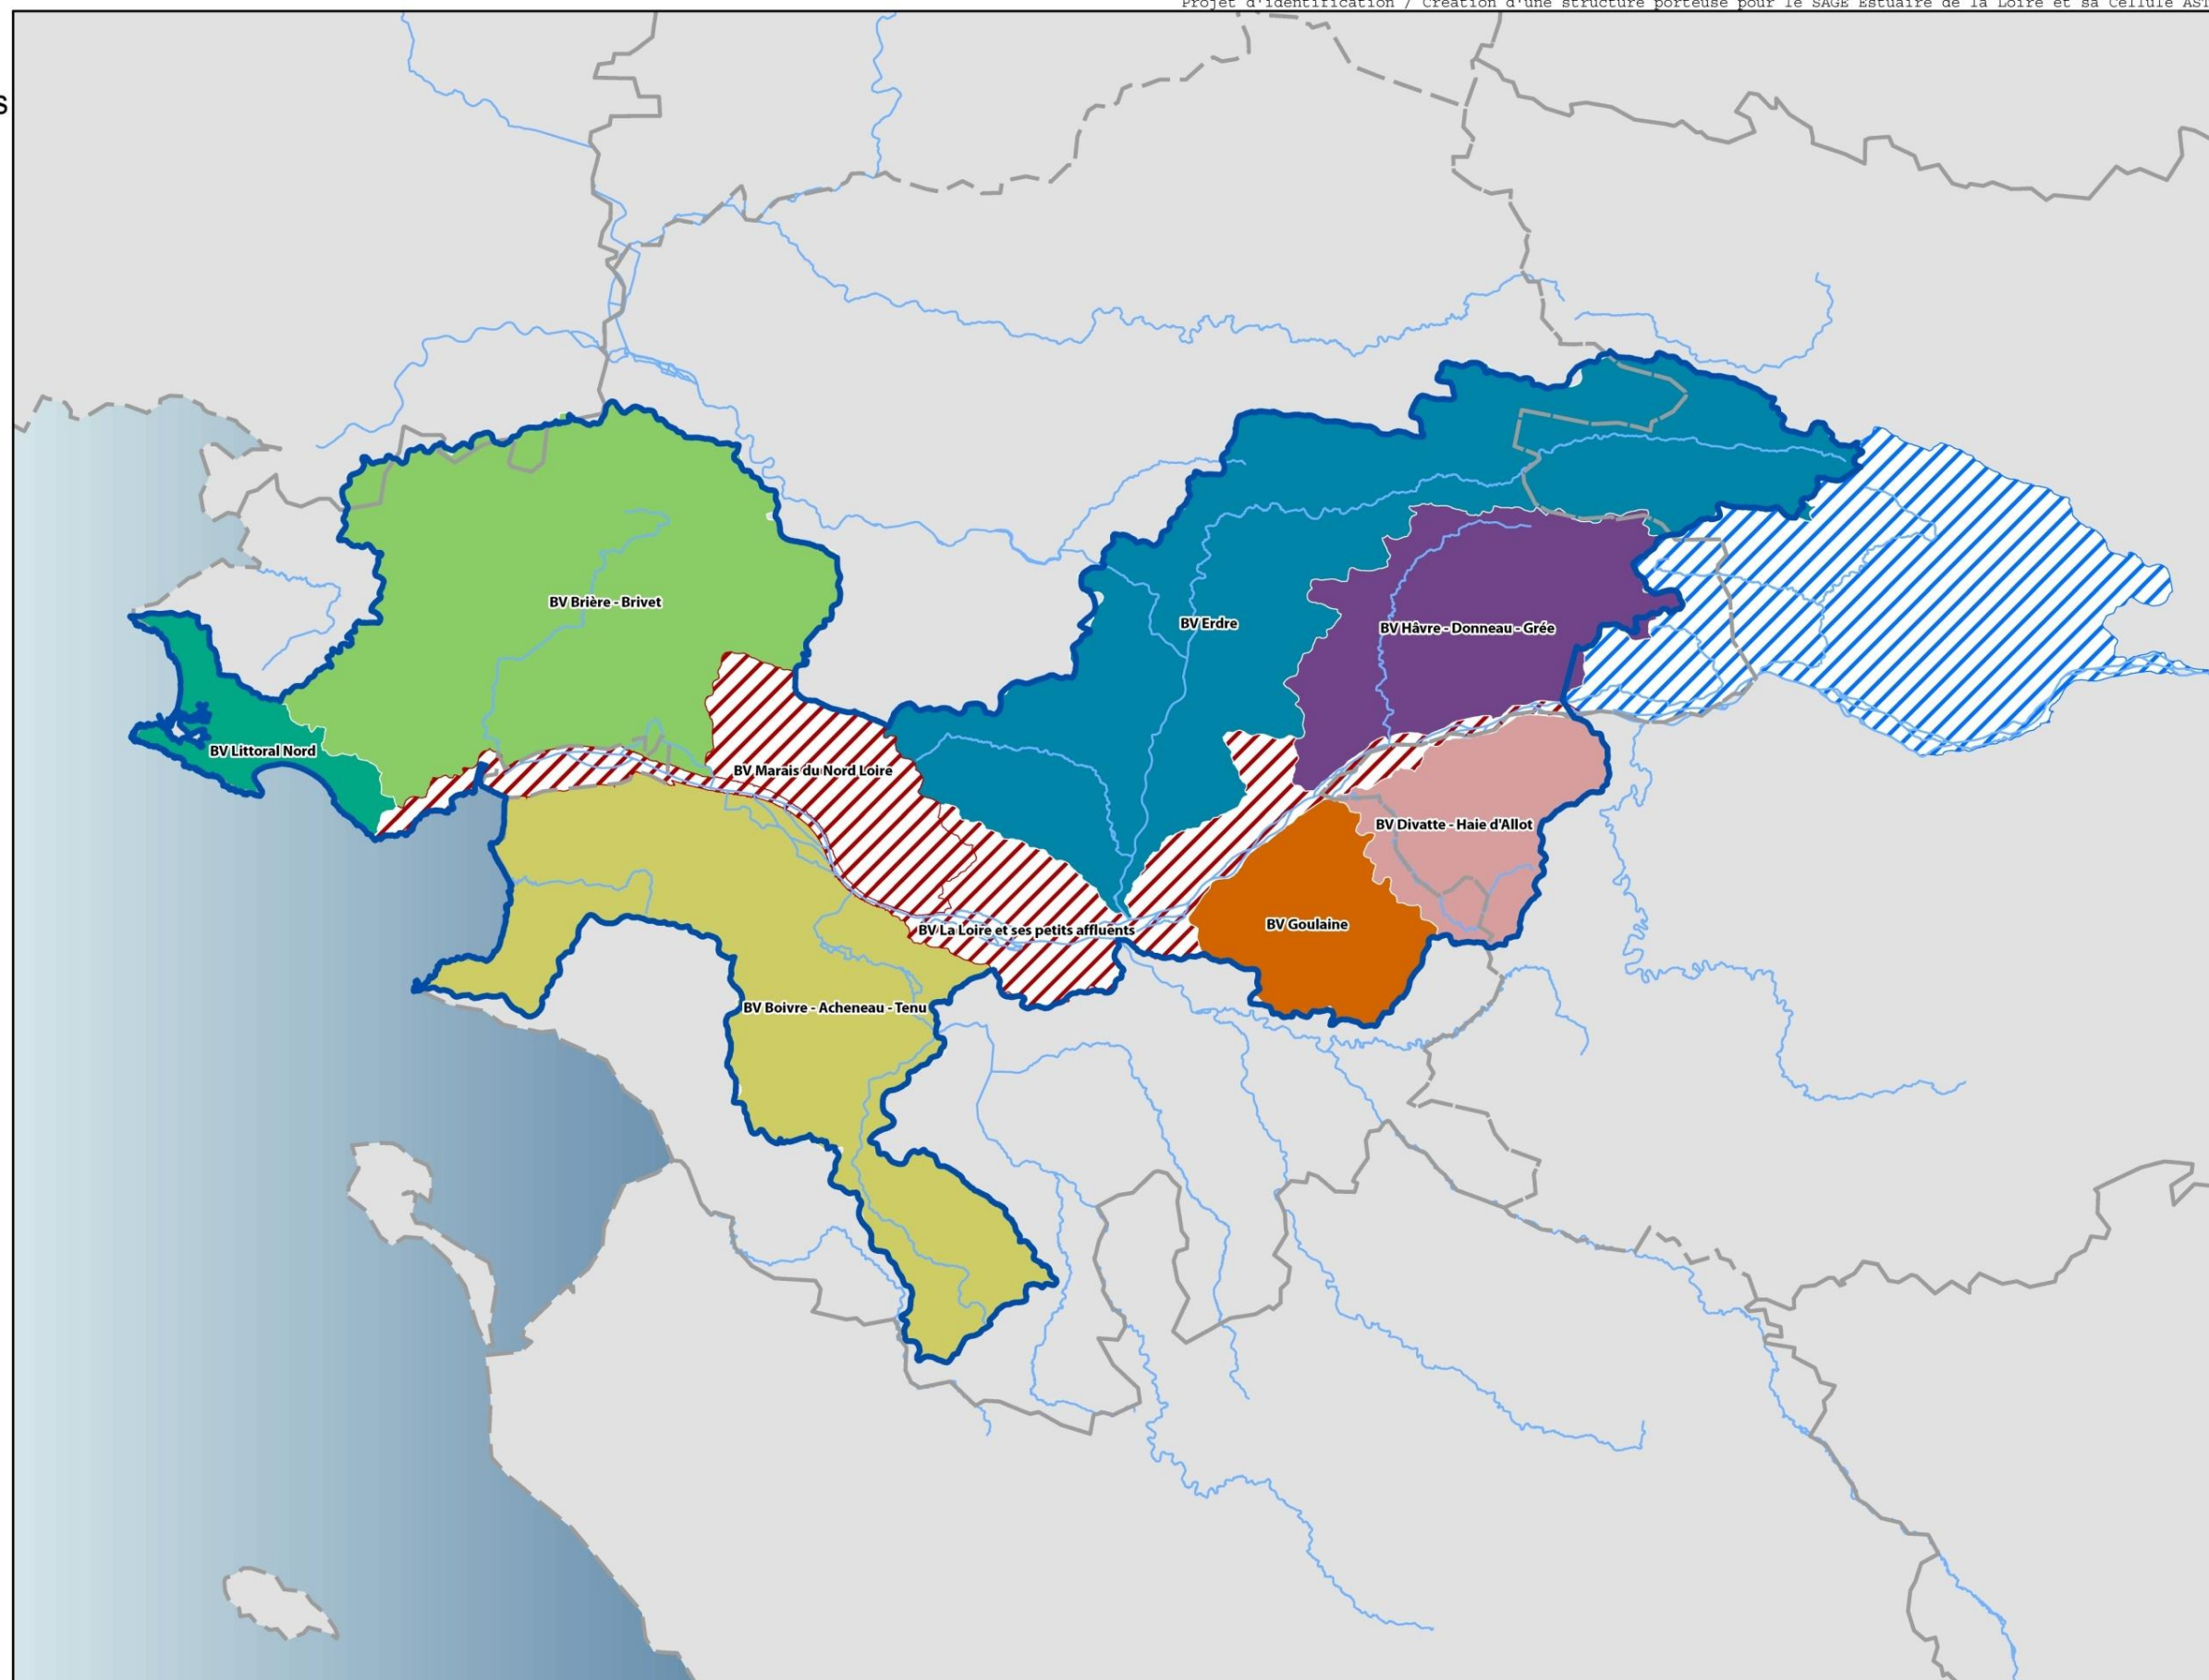 Projet d'identification / Création d'une structure porteuse pour le SAGE Estuaire de la Loire et sa Cellule
s
BV Brière - Brivet
BV Erdre
BV Hâvre - Donneau - Grée
BV Littoral Nord
BV Marais du Nord Loire
BV Divatte - Haie d'Allot
BV Goulaine
BV La Loire et ses petits affluents
BV Boivre - Acheneau - Tenu